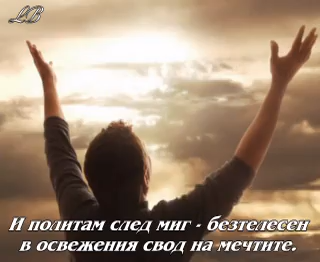 LB
И политам след миг - безтелесен
в освежения свод на мечтите.